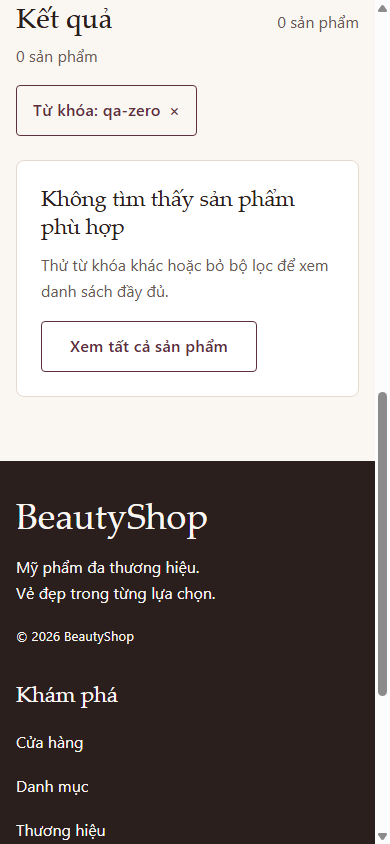 Kết quả
0 sản phẩm
0 sản phẩm
Từ khóa: qa-zero ×
Không tìm thấy sản phẩm
phù hợp
Thử từ khóa khác hoặc bỏ bộ lọc để xem
danh sách đầy đủ.
Xem tất cả sản phẩm
BeautyShop
Mỹ phẩm đa thương hiệu.
Vẻ đẹp trong từng lựa chọn.
© 2026 BeautyShop
Khám phá
Cửa hàng
Danh mục
Thương hiệu